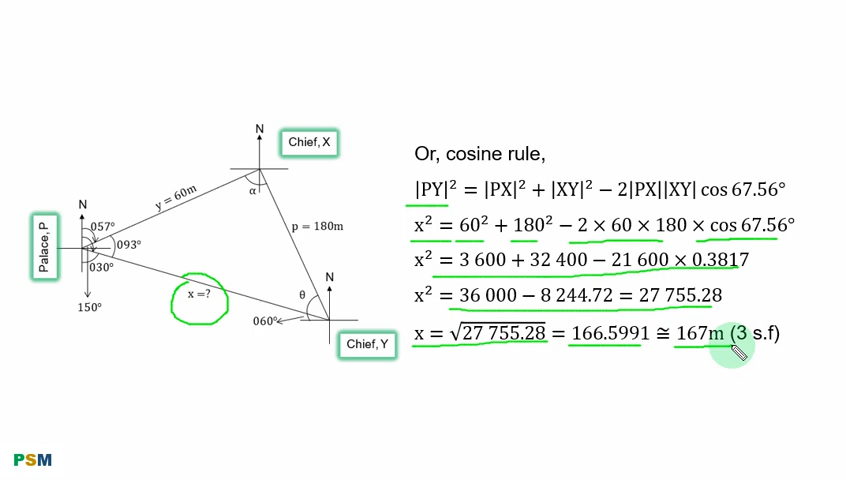 N
Chief, X
α
y = 60m
N
p = 180m
057°
Palace, P
093°
030°
N
x =?
θ
150°
060°
Chief, Y
Or, cosine rule,
|PY|² = |PX|² + |XY|² − 2|PX||XY| cos 67.56°
x² = 60² + 180² − 2 × 60 × 180 × cos 67.56°
x² = 3 600 + 32 400 − 21 600 × 0.3817
x² = 36 000 − 8 244.72 = 27 755.28
x = √27 755.28 = 166.5991 ≅ 167m (3 s.f)
PSM